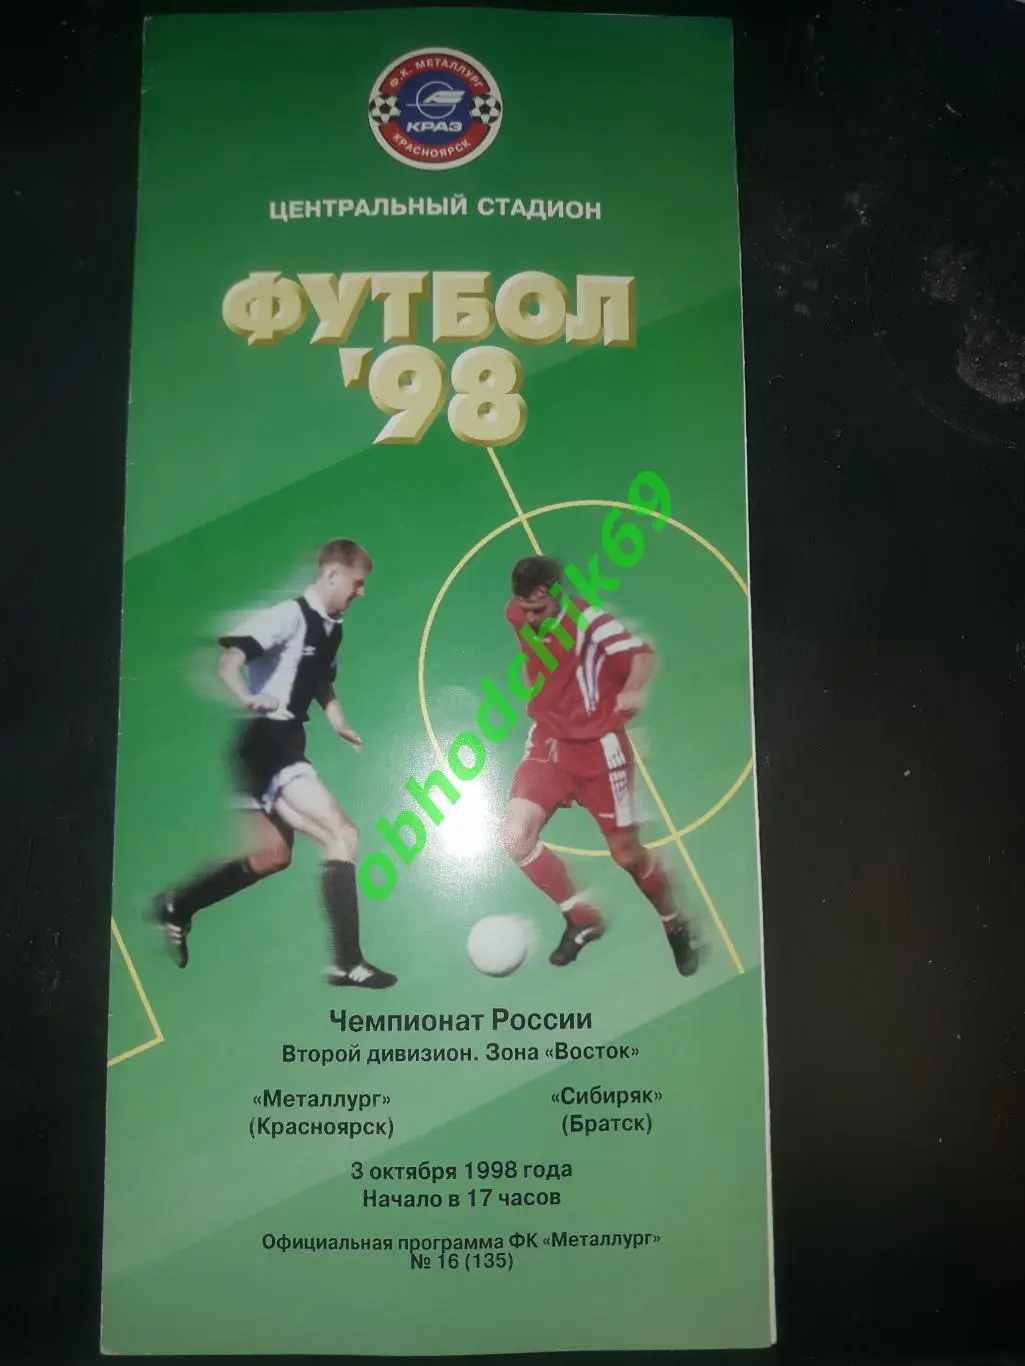 Ф.К. МЕТАЛЛУРГ
КРАЗ
КРАСНОЯРСК
ЦЕНТРАЛЬНЫЙ СТАДИОН
ФУТБОЛ
'98
obhodchik69
Чемпионат России
Второй дивизион. Зона «Восток»
«Металлург» «Сибиряк»
(Красноярск) (Братск)
3 октября 1998 года
Начало в 17 часов
Официальная программа ФК «Металлург»
№ 16 (135)